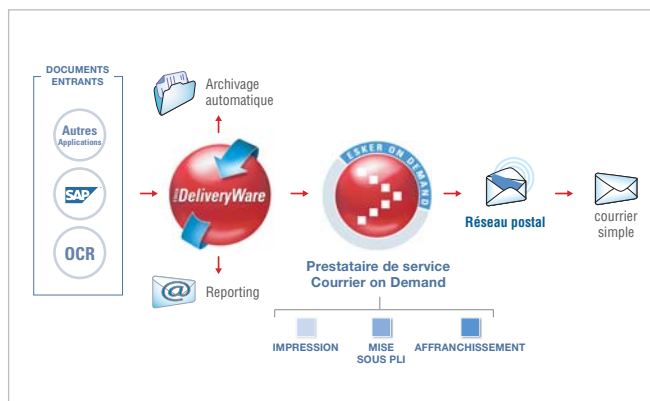 DOCUMENTS
ENTRANTS
Autres
Applications
SAP
OCR
Archivage
automatique
DeliveryWare
@
Reporting
ESKER ON DEMAND
Prestataire de service
Courrier on Demand
IMPRESSION
MISE
SOUS PLI
AFFRANCHISSEMENT
Réseau postal
courrier
simple